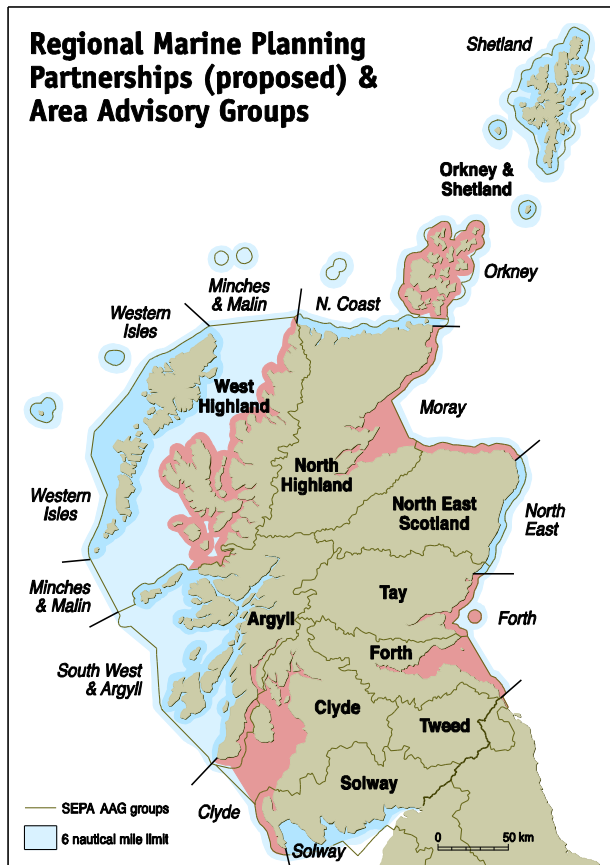 Regional Marine Planning
Partnerships (proposed) &
Area Advisory Groups
Shetland
Orkney &
Shetland
Orkney
Minches
& Malin
N. Coast
Western
Isles
West
Highland
Moray
North
Highland
North East
Scotland
Western
Isles
North
East
Minches
& Malin
Tay
Argyll
Forth
Forth
South West
& Argyll
Clyde
Tweed
Solway
SEPA AAG groups
Clyde
6 nautical mile limit
Solway
0 50 km